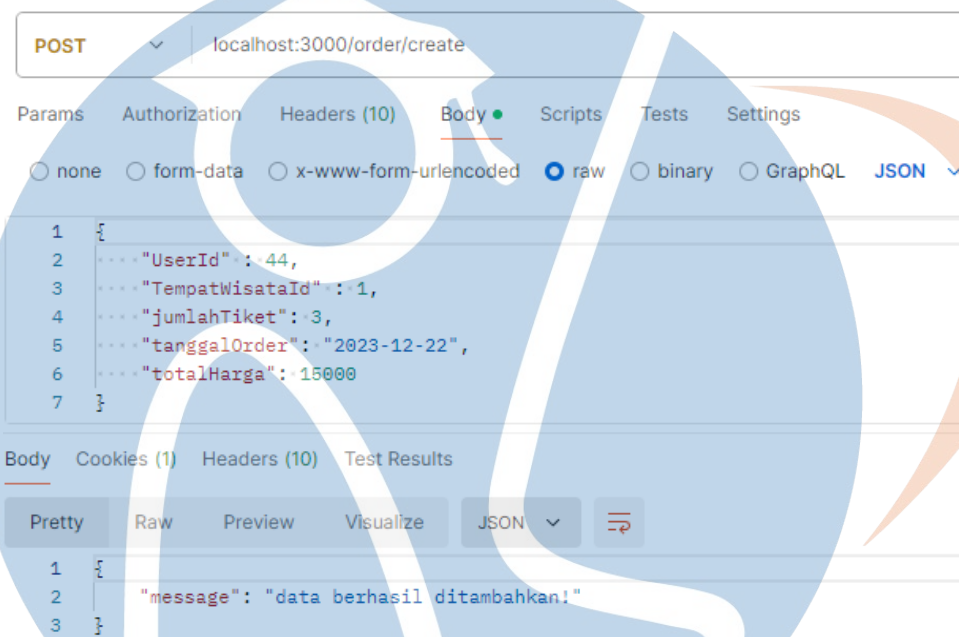 POST localhost:3000/order/create
Params Authorization Headers (10) Body Scripts Tests Settings
none form-data x-www-form-urlencoded raw binary GraphQL JSON
1 {
2 "UserId" : 44,
3 "TempatWisataId" : 1,
4 "jumlahTiket": 3,
5 "tanggalOrder": "2023-12-22",
6 "totalHarga": 15000
7 }
Body Cookies (1) Headers (10) Test Results
Pretty Raw Preview Visualize JSON
1 {
2 "message": "data berhasil ditambahkan!"
3 }